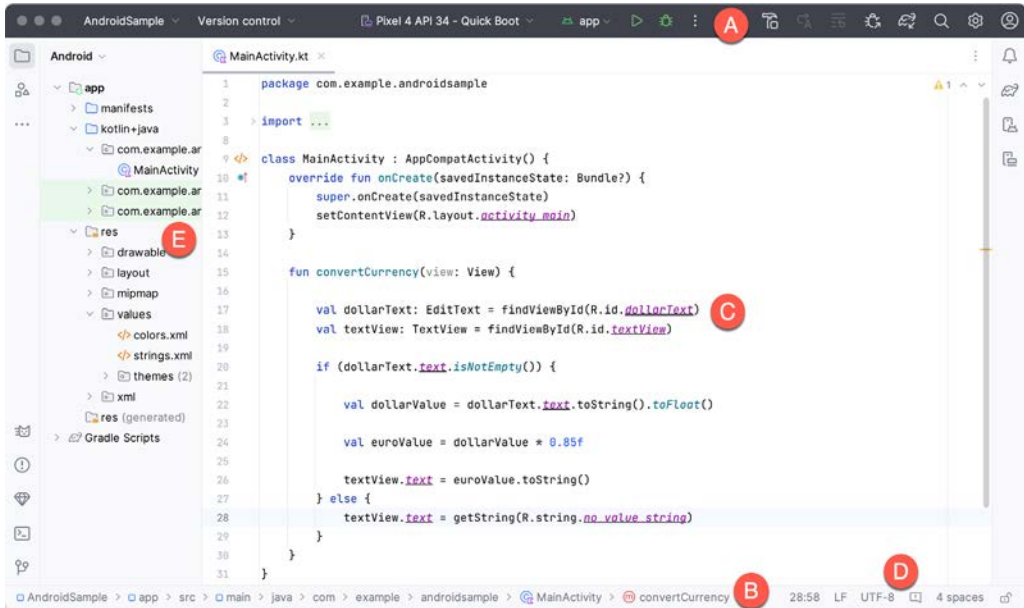 AndroidSample Version control Pixel 4 API 34 - Quick Boot app A
Android
MainActivity.kt
app
manifests
kotlin+java
com.example.ar
MainActivity
com.example.ar
com.example.ar
res
E
drawable
layout
mipmap
values
colors.xml
strings.xml
themes (2)
xml
res (generated)
Gradle Scripts
1
1 package com.example.androidsample
2
3 import ...
8
9 class MainActivity : AppCompatActivity() {
10 override fun onCreate(savedInstanceState: Bundle?) {
11 super.onCreate(savedInstanceState)
12 setContentView(R.layout.activity_main)
13 }
14
15 fun convertCurrency(view: View) {
16
17 val dollarText: EditText = findViewById(R.id.dollarText) C
18 val textView: TextView = findViewById(R.id.textView)
19
20 if (dollarText.text.isNotEmpty()) {
21
22 val dollarValue = dollarText.text.toString().toFloat()
23
24 val euroValue = dollarValue * 0.85f
25
26 textView.text = euroValue.toString()
27 } else {
28 textView.text = getString(R.string.no_value_string)
29 }
30 }
31 }
D
AndroidSample > app > src > main > java > com > example > androidsample > MainActivity > convertCurrency B 28:58 LF UTF-8 4 spaces